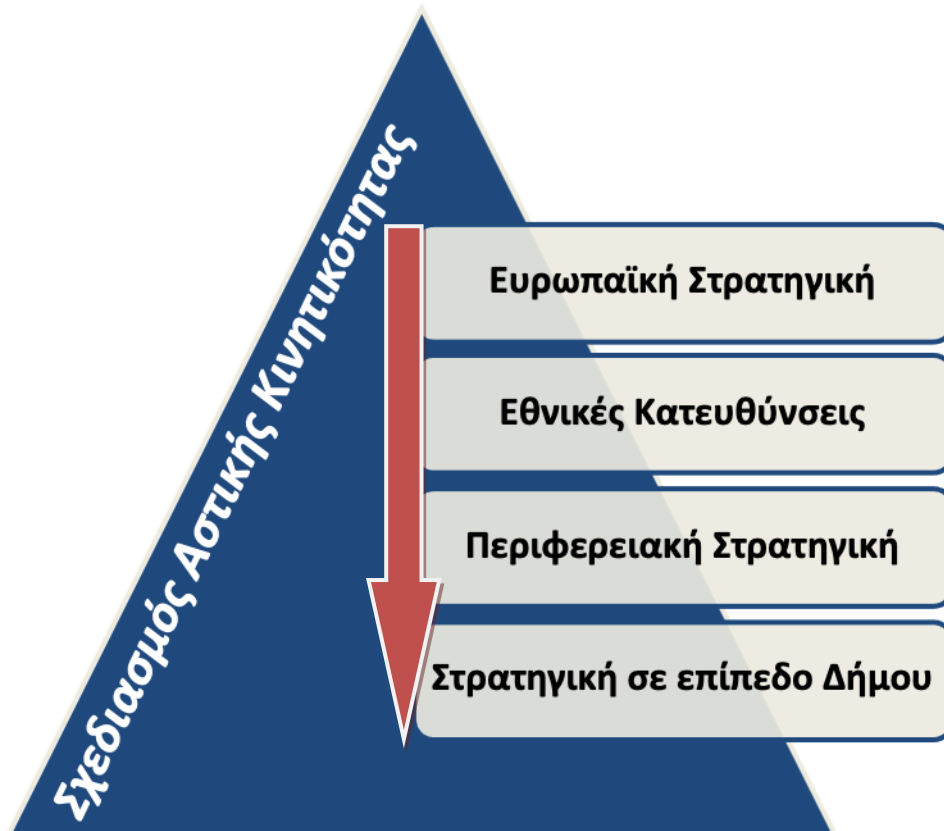 Σχεδιασμός Αστικής Κινητικότητας
Ευρωπαϊκή Στρατηγική
Εθνικές Κατευθύνσεις
Περιφερειακή Στρατηγική
Στρατηγική σε επίπεδο Δήμου